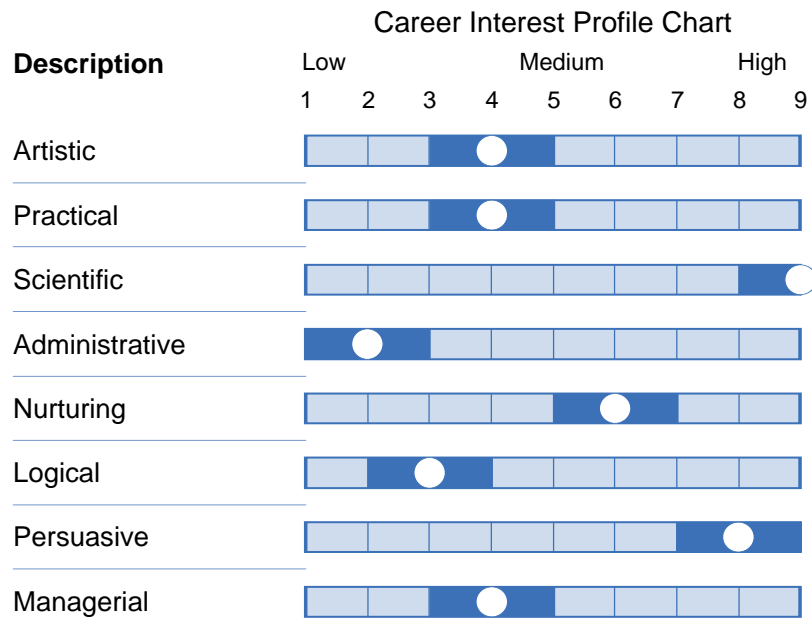 Career Interest Profile Chart
Description
Low Medium High
1 2 3 4 5 6 7 8 9
Artistic
Practical
Scientific
Administrative
Nurturing
Logical
Persuasive
Managerial